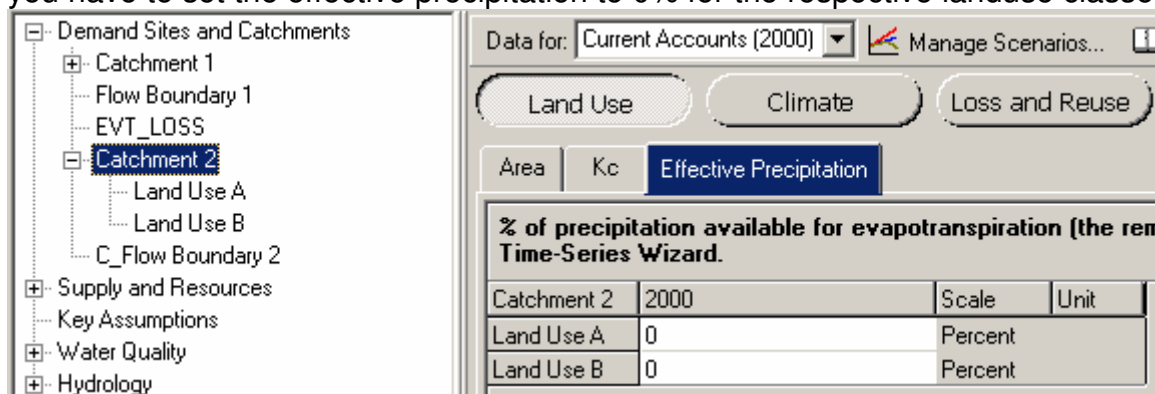 you have to set the effective precipitation to 0% for the respective landuse classe
Demand Sites and Catchments
Catchment 1
Flow Boundary 1
EVT_LOSS
Catchment 2
Land Use A
Land Use B
C_Flow Boundary 2
Supply and Resources
Key Assumptions
Water Quality
Hydrology
Data for: Current Accounts (2000) Manage Scenarios...
Land Use Climate Loss and Reuse
Area Kc Effective Precipitation
% of precipitation available for evapotranspiration (the rem
Time-Series Wizard.
Catchment 2 2000 Scale Unit
Land Use A 0 Percent
Land Use B 0 Percent